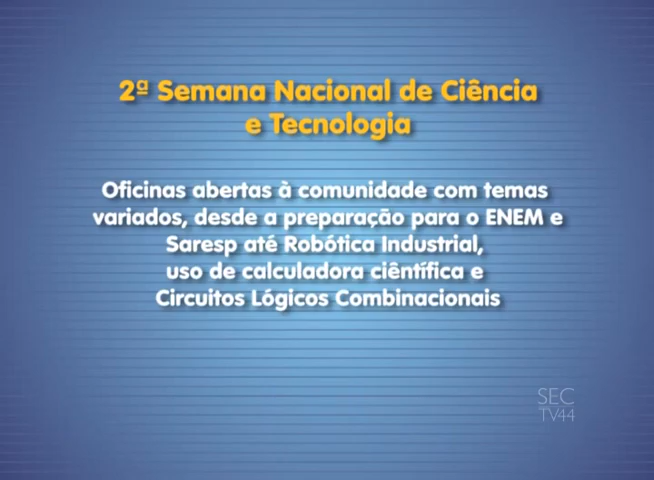 2ª Semana Nacional de Ciência
e Tecnologia
Oficinas abertas à comunidade com temas
variados, desde a preparação para o ENEM e
Saresp até Robótica Industrial,
uso de calculadora ciêntífica e
Circuitos Lógicos Combinacionais
SEC
TV44